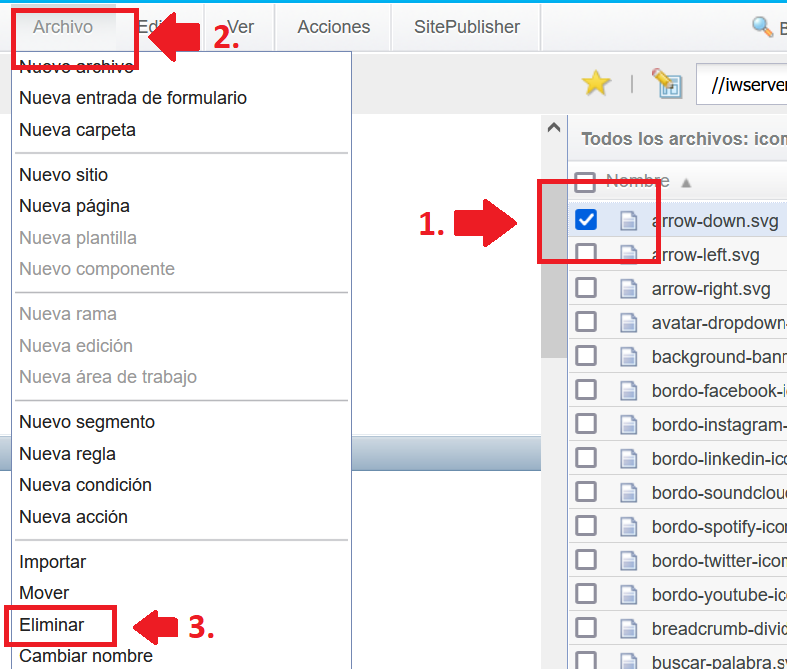 Archivo Edi Ver Acciones SitePublisher
2.
Nuevo archivo
Nueva entrada de formulario
Nueva carpeta
Nuevo sitio
Nueva página
Nueva plantilla
Nuevo componente
Nueva rama
Nueva edición
Nueva área de trabajo
Nuevo segmento
Nueva regla
Nueva condición
Nueva acción
Importar
Mover
Eliminar
3.
Cambiar nombre
//iwserver
Todos los archivos: icon
Nombre
1.
arrow-down.svg
arrow-left.svg
arrow-right.svg
avatar-dropdown-
background-bann
bordo-facebook-i
bordo-instagram-
bordo-linkedin-ico
bordo-soundclou
bordo-spotify-icon
bordo-twitter-icon
bordo-youtube-ico
breadcrumb-divid
buscar-palabra.sv